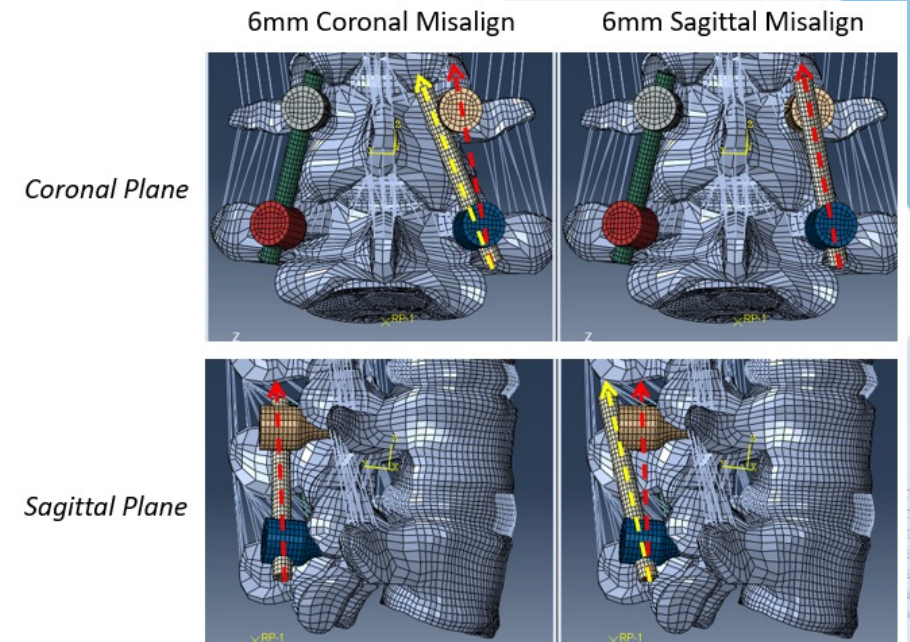 6mm Coronal Misalign
6mm Sagittal Misalign
Coronal Plane
RP-1
RP-1
Z
Z
Sagittal Plane
RP-1
RP-1